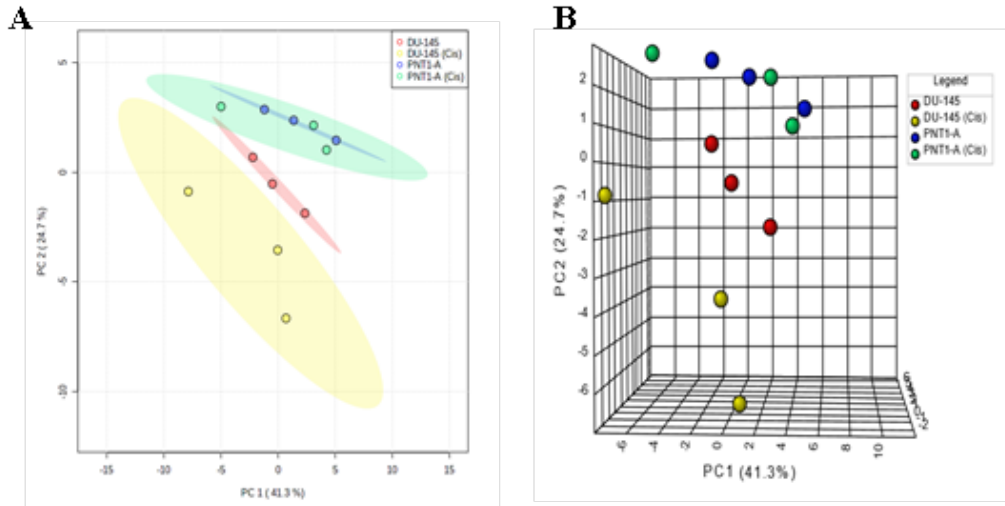 A
B
DU-145
DU-145 (Cis)
PNT1-A
PNT1-A (Cis)
5
0
-5
-10
PC 2 ( 24.7 %)
-15
-10
-5
0
5
10
15
PC 1 ( 41.3 %)
Legend
DU-145
DU-145 (Cis)
PNT1-A
PNT1-A (Cis)
2
1
0
-1
-2
-3
-4
-5
-6
PC2 (24.7%)
-6
-4
-2
0
2
4
6
8
10
PC1 (41.3%)